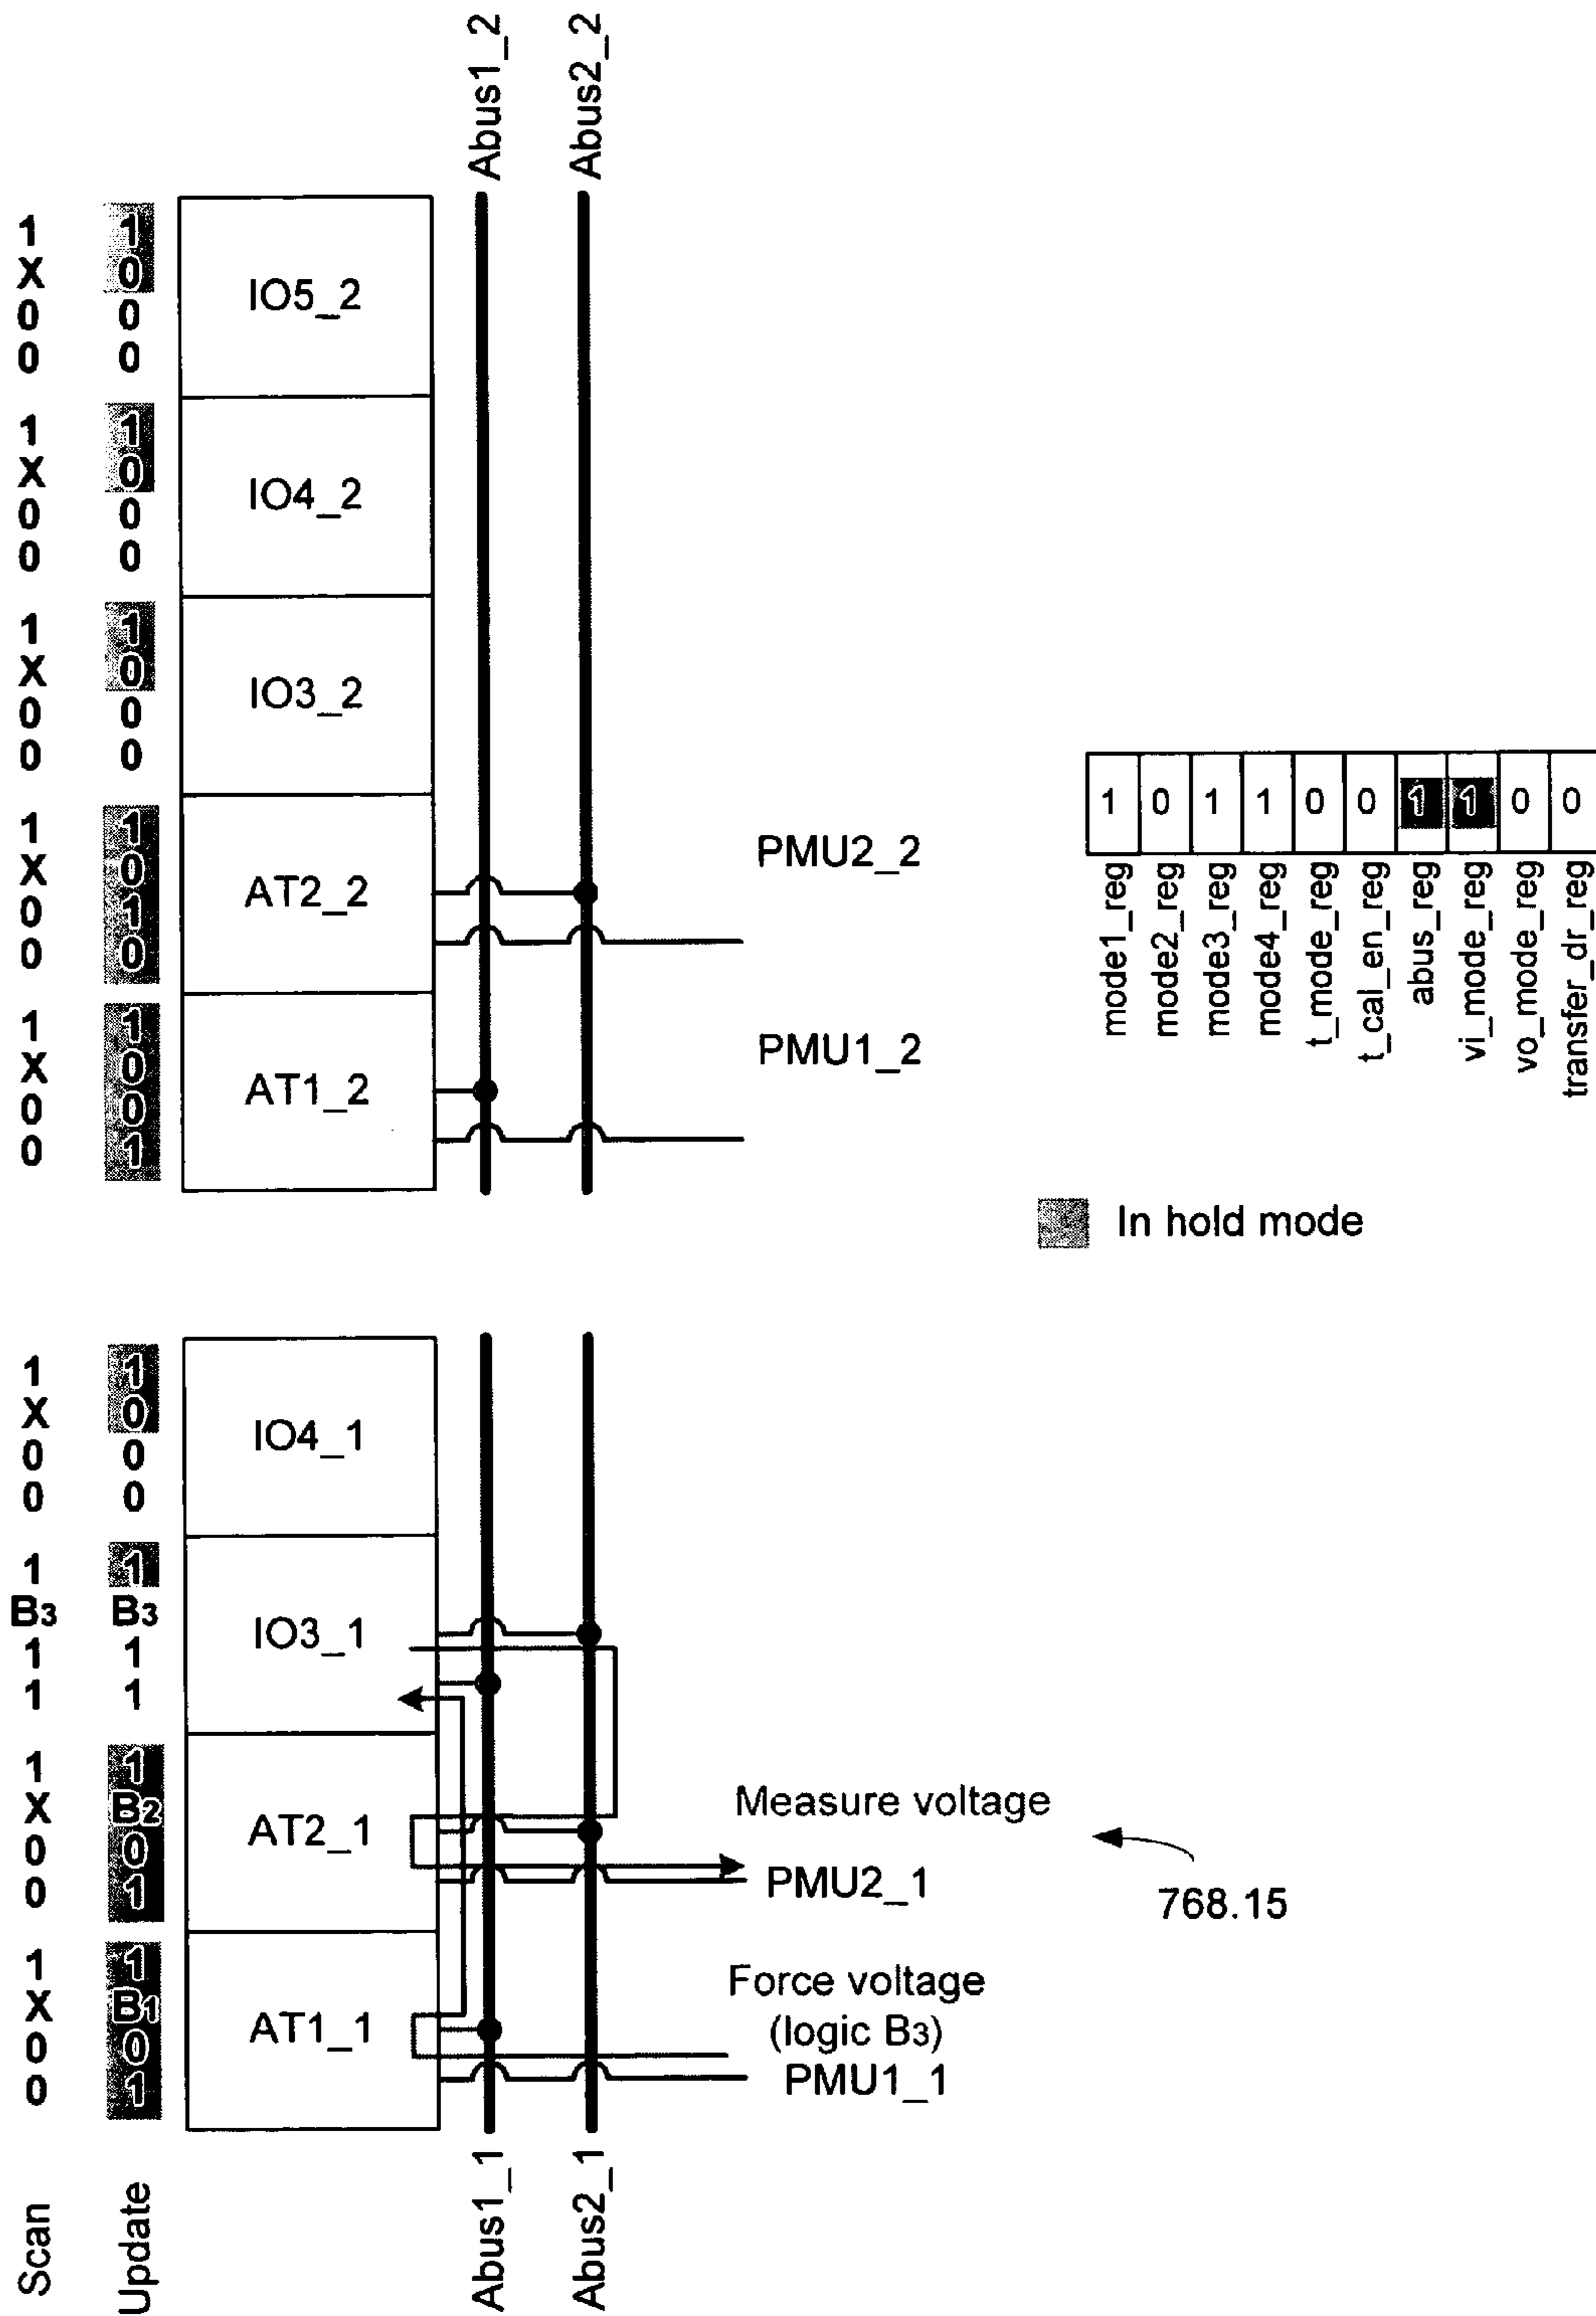 Abus1_2
Abus2_2
1 1
X 0
0 0
0 0
IO5_2
1 1
X 0
0 0
0 0
IO4_2
1 1
X 0
0 0
0 0
IO3_2
1 1
X 0
0 1
0 0
AT2_2
PMU2_2
1 1
X 0
0 0
0 1
AT1_2
PMU1_2
1 0 1 1 0 0 1 1 0 0
mode1_reg
mode2_reg
mode3_reg
mode4_reg
t_mode_reg
t_cal_en_reg
abus_reg
vi_mode_reg
vo_mode_reg
transfer_dr_reg
In hold mode
1 1
X 0
0 0
0 0
IO4_1
1 1
B3 B3
1 1
1 1
IO3_1
1 1
X B2
0 0
0 1
AT2_1
Measure voltage
PMU2_1
768.15
1 1
X B1
0 0
0 1
AT1_1
Force voltage
(logic B3)
PMU1_1
Scan
Update
Abus1_1
Abus2_1